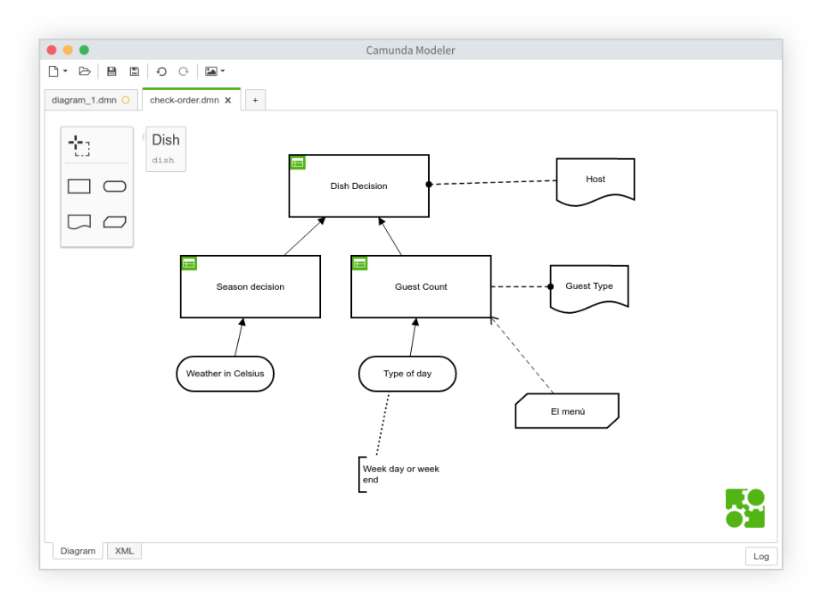 Camunda Modeler
diagram_1.dmn
check-order.dmn x
+
Dish
dish
Dish Decision
Host
Season decision
Guest Count
Guest Type
Weather in Celsius
Type of day
El menú
Week day or week
end
Diagram
XML
Log